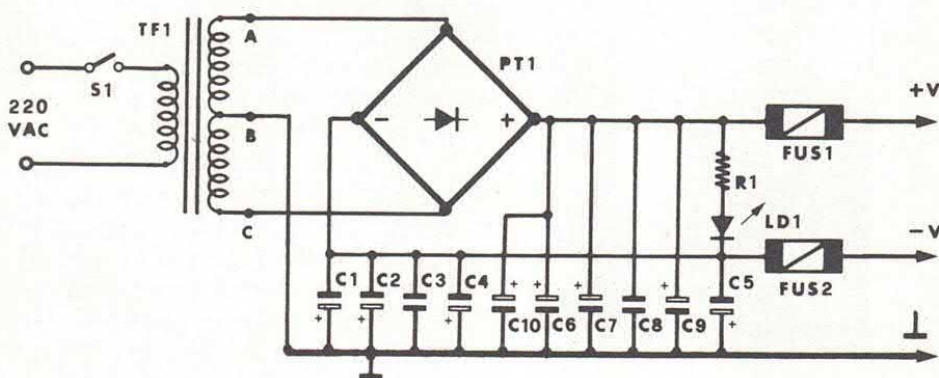 TF1
A
PT1
S1
220
VAC
B
C
-
+
+V
FUS1
R1
LD1
-V
FUS2
C1
C2
C3
C4
C10
C6
C7
C8
C9
C5
+
+
+
+
+
+
+
+